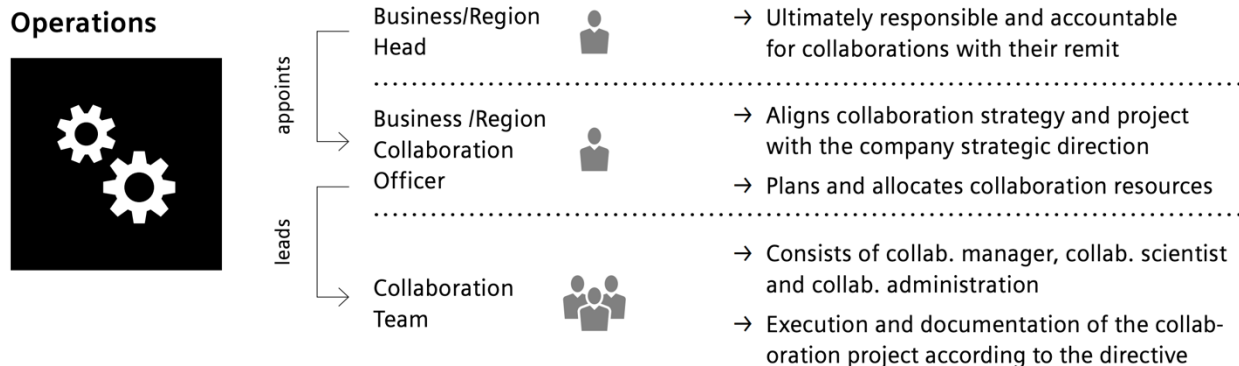 Operations
appoints
leads
Business/Region
Head
→ Ultimately responsible and accountable
for collaborations with their remit
Business /Region
Collaboration
Officer
→ Aligns collaboration strategy and project
with the company strategic direction
→ Plans and allocates collaboration resources
Collaboration
Team
→ Consists of collab. manager, collab. scientist
and collab. administration
→ Execution and documentation of the collab-
oration project according to the directive